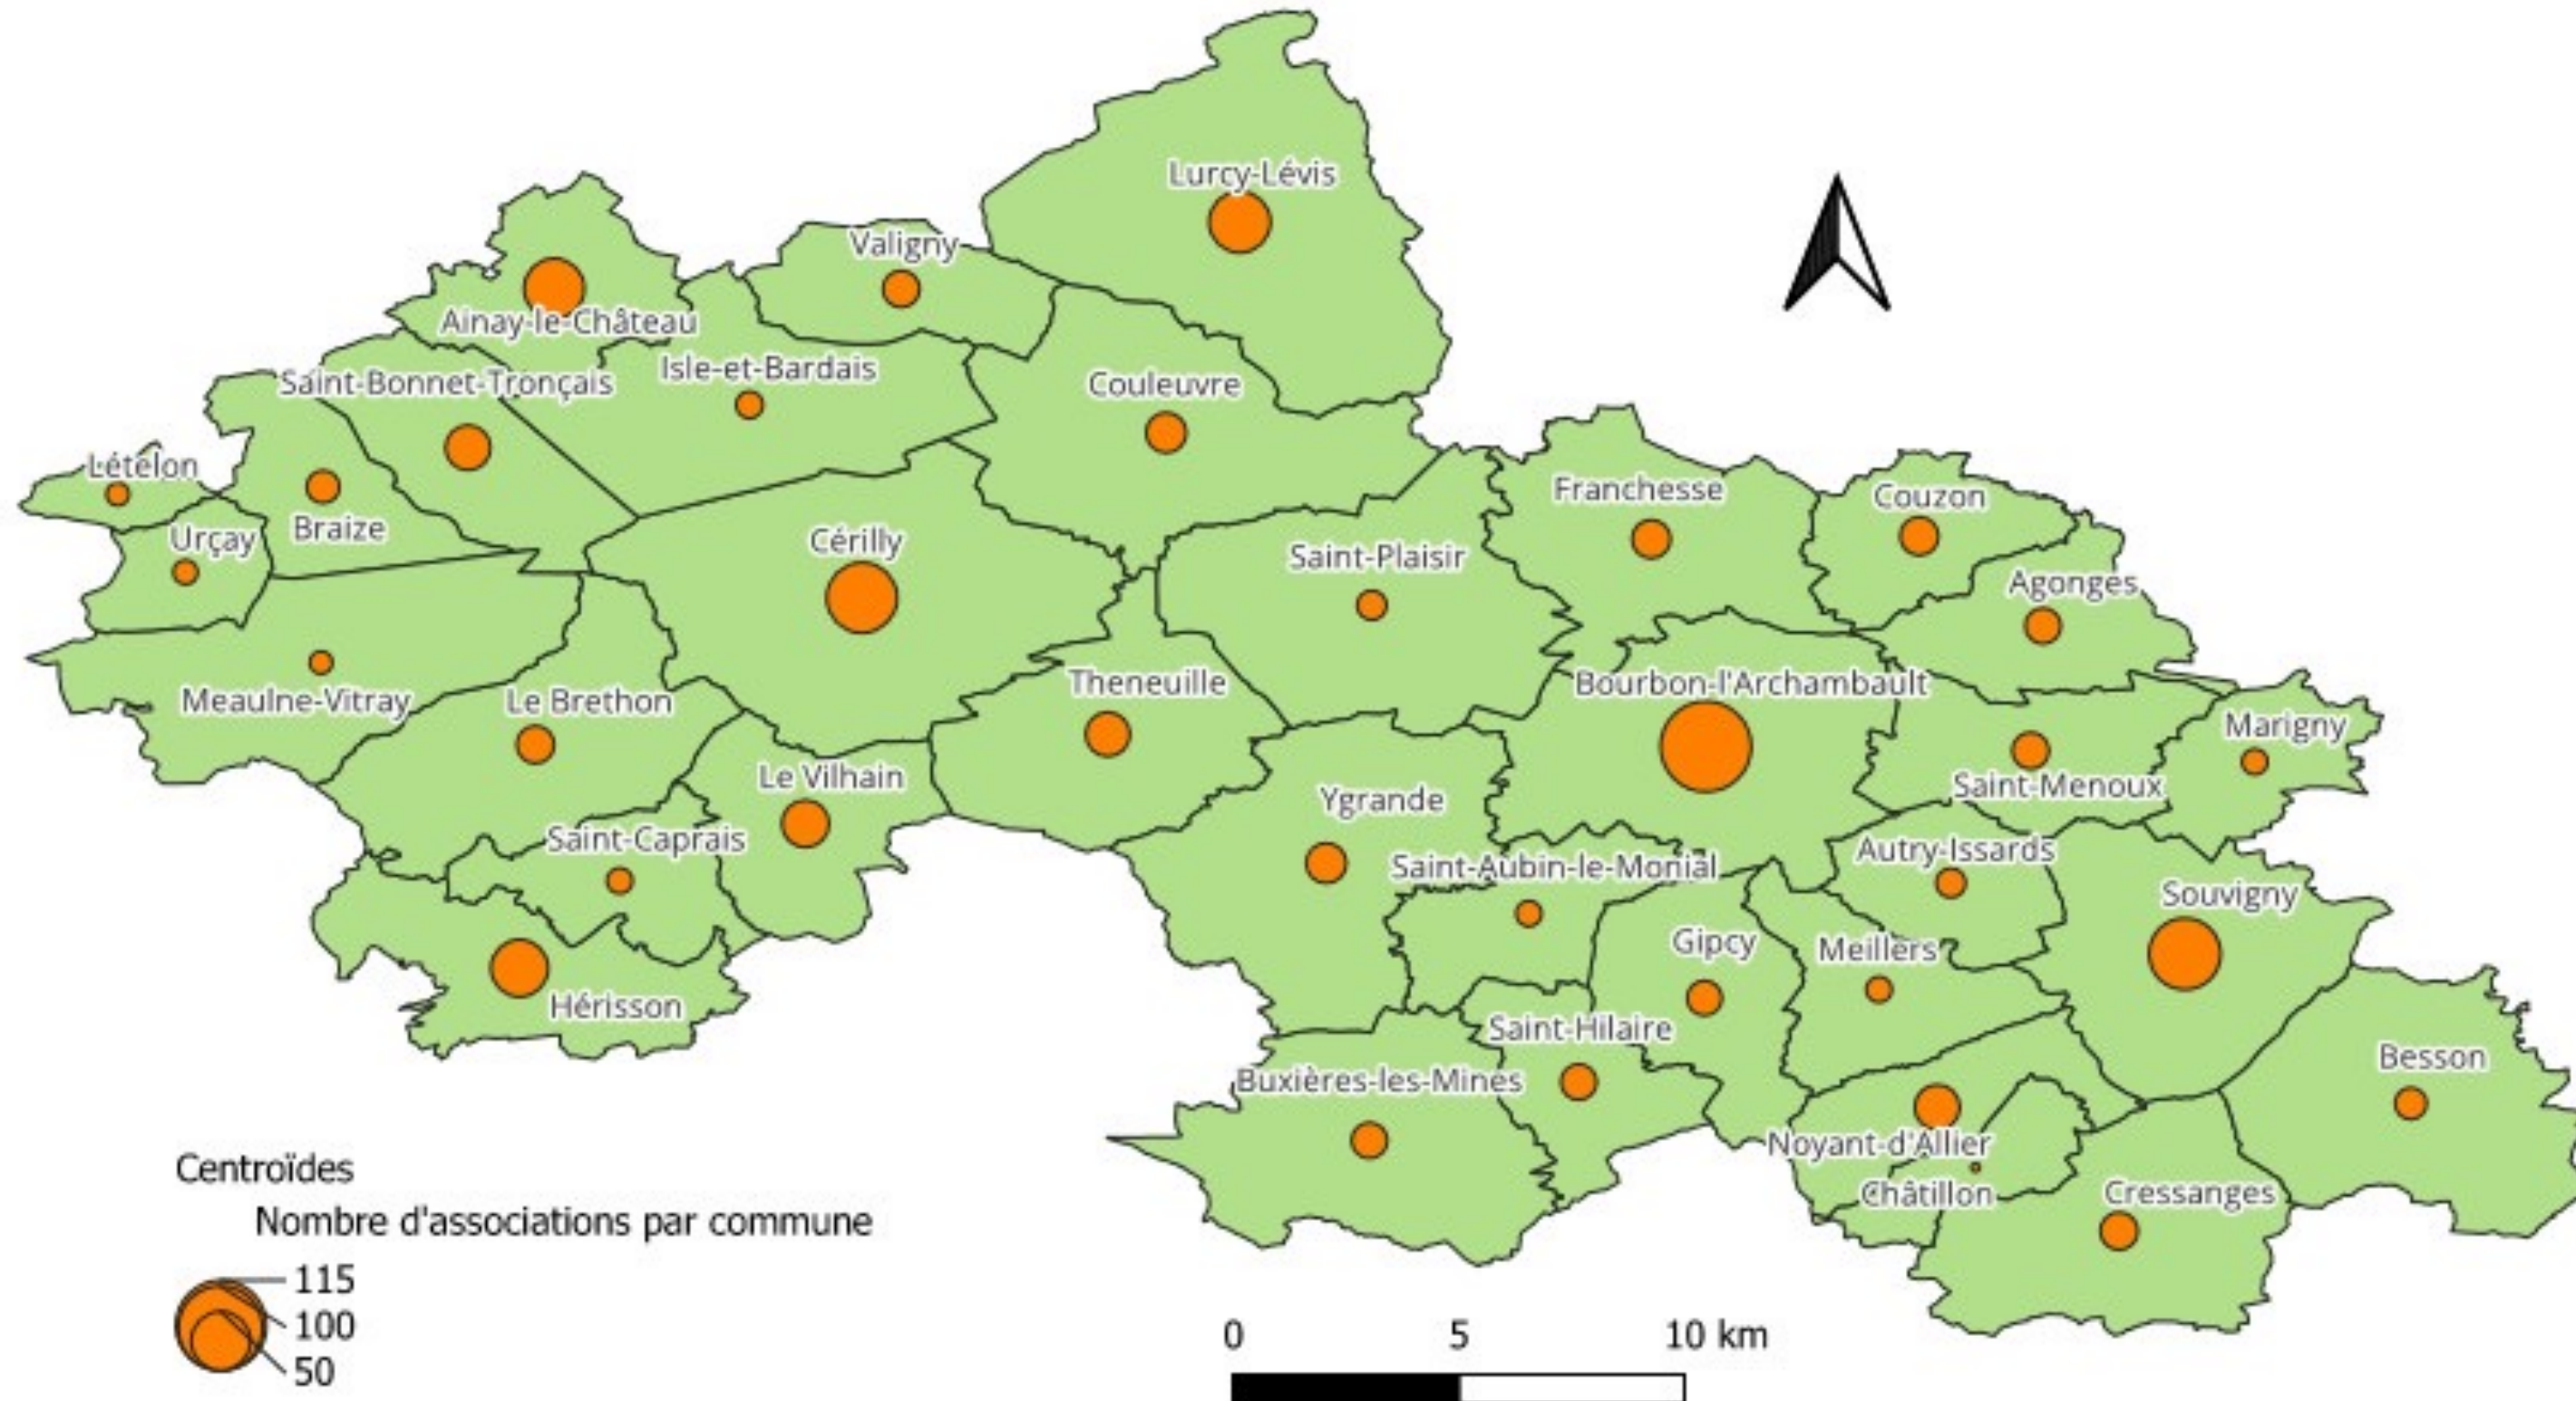 Lurcy-Lévis
Valigny
Ainay-le-Château
Isle-et-Bardais
Saint-Bonnet-Tronçais
Couleuvre
Lételon
Franchesse
Couzon
Braize
Urçay
Cérilly
Saint-Plaisir
Agonges
Theneuille
Bourbon-l'Archambault
Meaulne-Vitray
Le Brethon
Marigny
Le Vilhain
Saint-Menoux
Ygrande
Saint-Caprais
Autry-Issards
Saint-Aubin-le-Monial
Souvigny
Gipcy
Meillers
Hérisson
Saint-Hilaire
Besson
Buxières-les-Mines
Noyant-d'Allier
Châtillon
Cressanges
Centroïdes
Nombre d'associations par commune
115
100
50
0 5 10 km